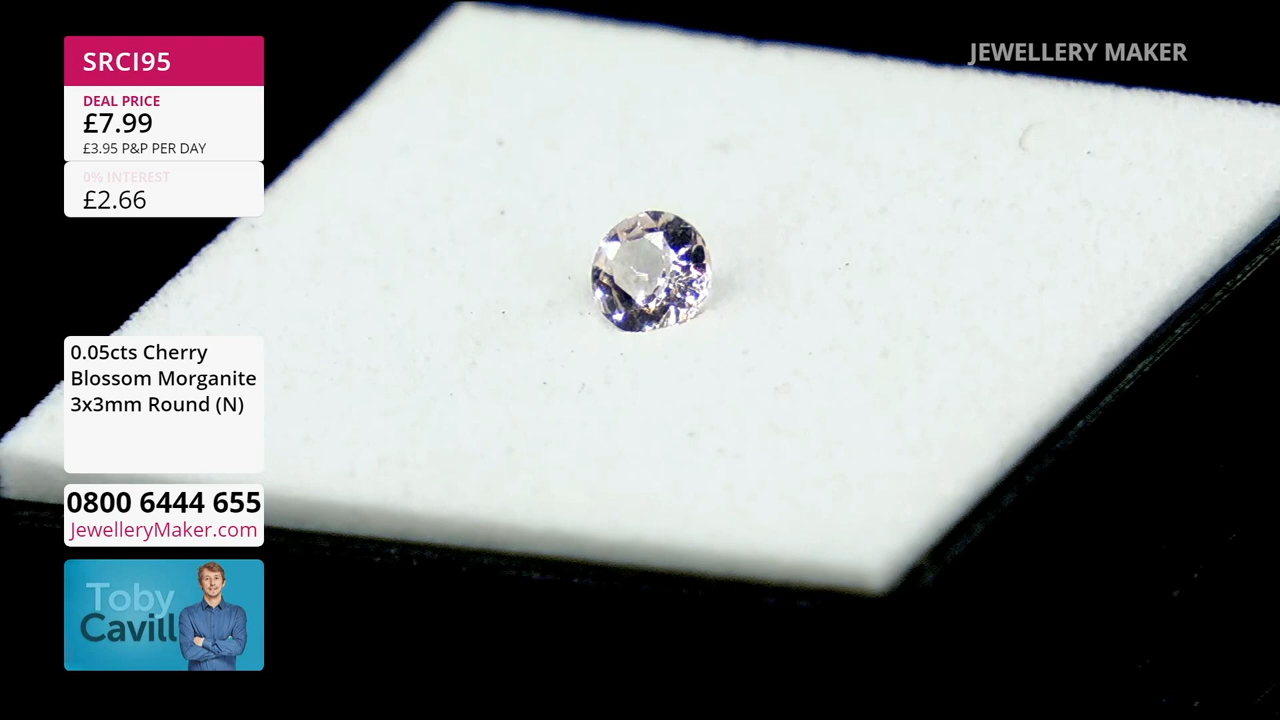 SRCI95
DEAL PRICE
£7.99
£3.95 P&P PER DAY
0% INTEREST
£2.66
0.05cts Cherry
Blossom Morganite
3x3mm Round (N)
0800 6444 655
JewelleryMaker.com
Toby
Cavill
JEWELLERY MAKER